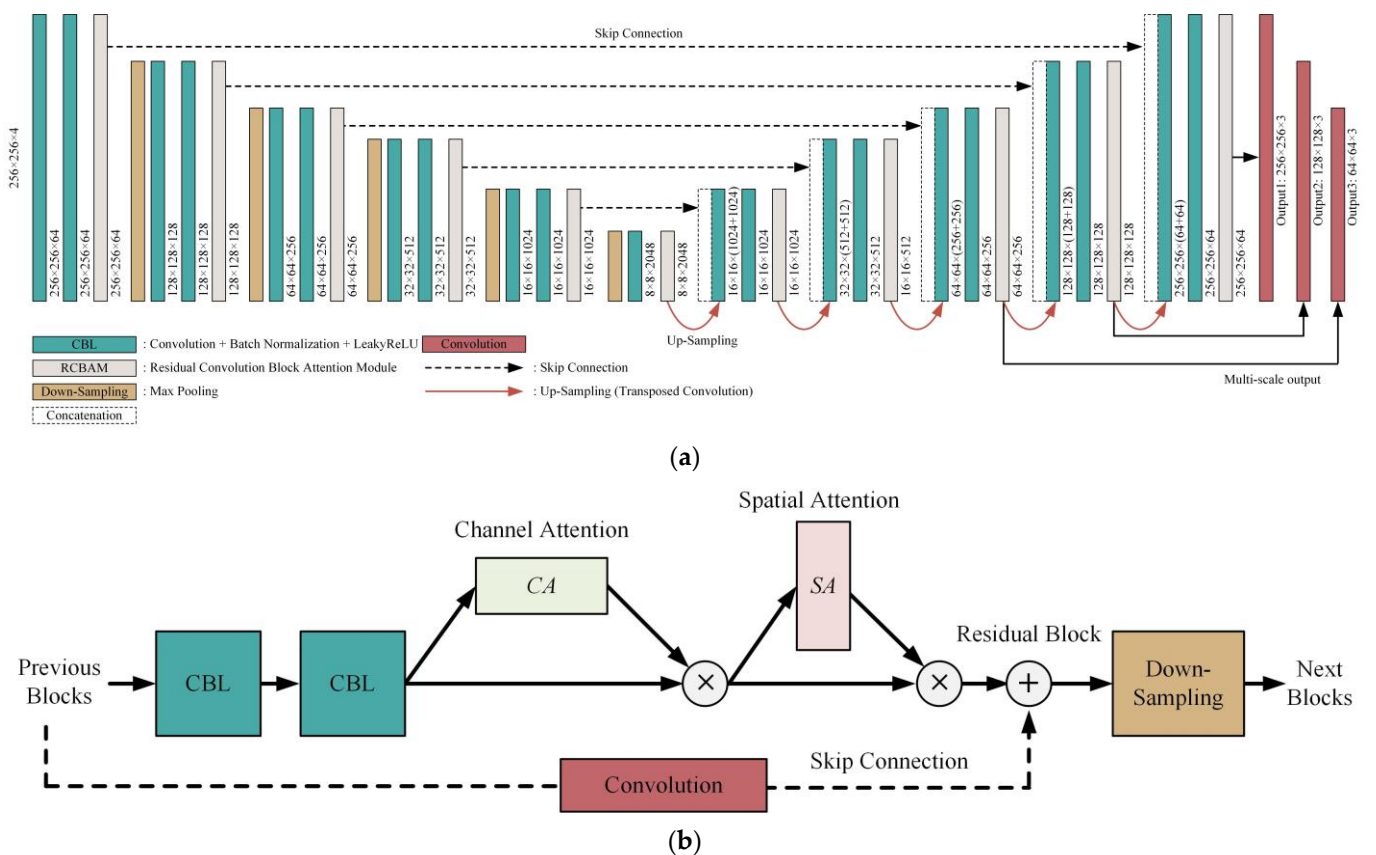 Skip Connection
256×256×4
256×256×64
256×256×64
256×256×64
128×128×128
128×128×128
128×128×128
64×64×256
64×64×256
64×64×256
32×32×512
32×32×512
32×32×512
16×16×1024
16×16×1024
16×16×1024
8×8×2048
8×8×2048
16×16×(1024+1024)
16×16×1024
16×16×1024
32×32×(512+512)
32×32×512
16×16×512
64×64×(256+256)
64×64×256
64×64×256
128×128×(128+128)
128×128×128
128×128×128
256×256×(64+64)
256×256×64
256×256×64
Output1: 256×256×3
Output2: 128×128×3
Output3: 64×64×3
Up-Sampling
Multi-scale output
CBL : Convolution + Batch Normalization + LeakyReLU
RCBAM : Residual Convolution Block Attention Module
Down-Sampling : Max Pooling
Concatenation
Convolution
: Skip Connection
: Up-Sampling (Transposed Convolution)
(a)
Spatial Attention
Channel Attention
CA
SA
Residual Block
Previous
Blocks
CBL
CBL
×
×
+
Down-
Sampling
Next
Blocks
Skip Connection
Convolution
(b)